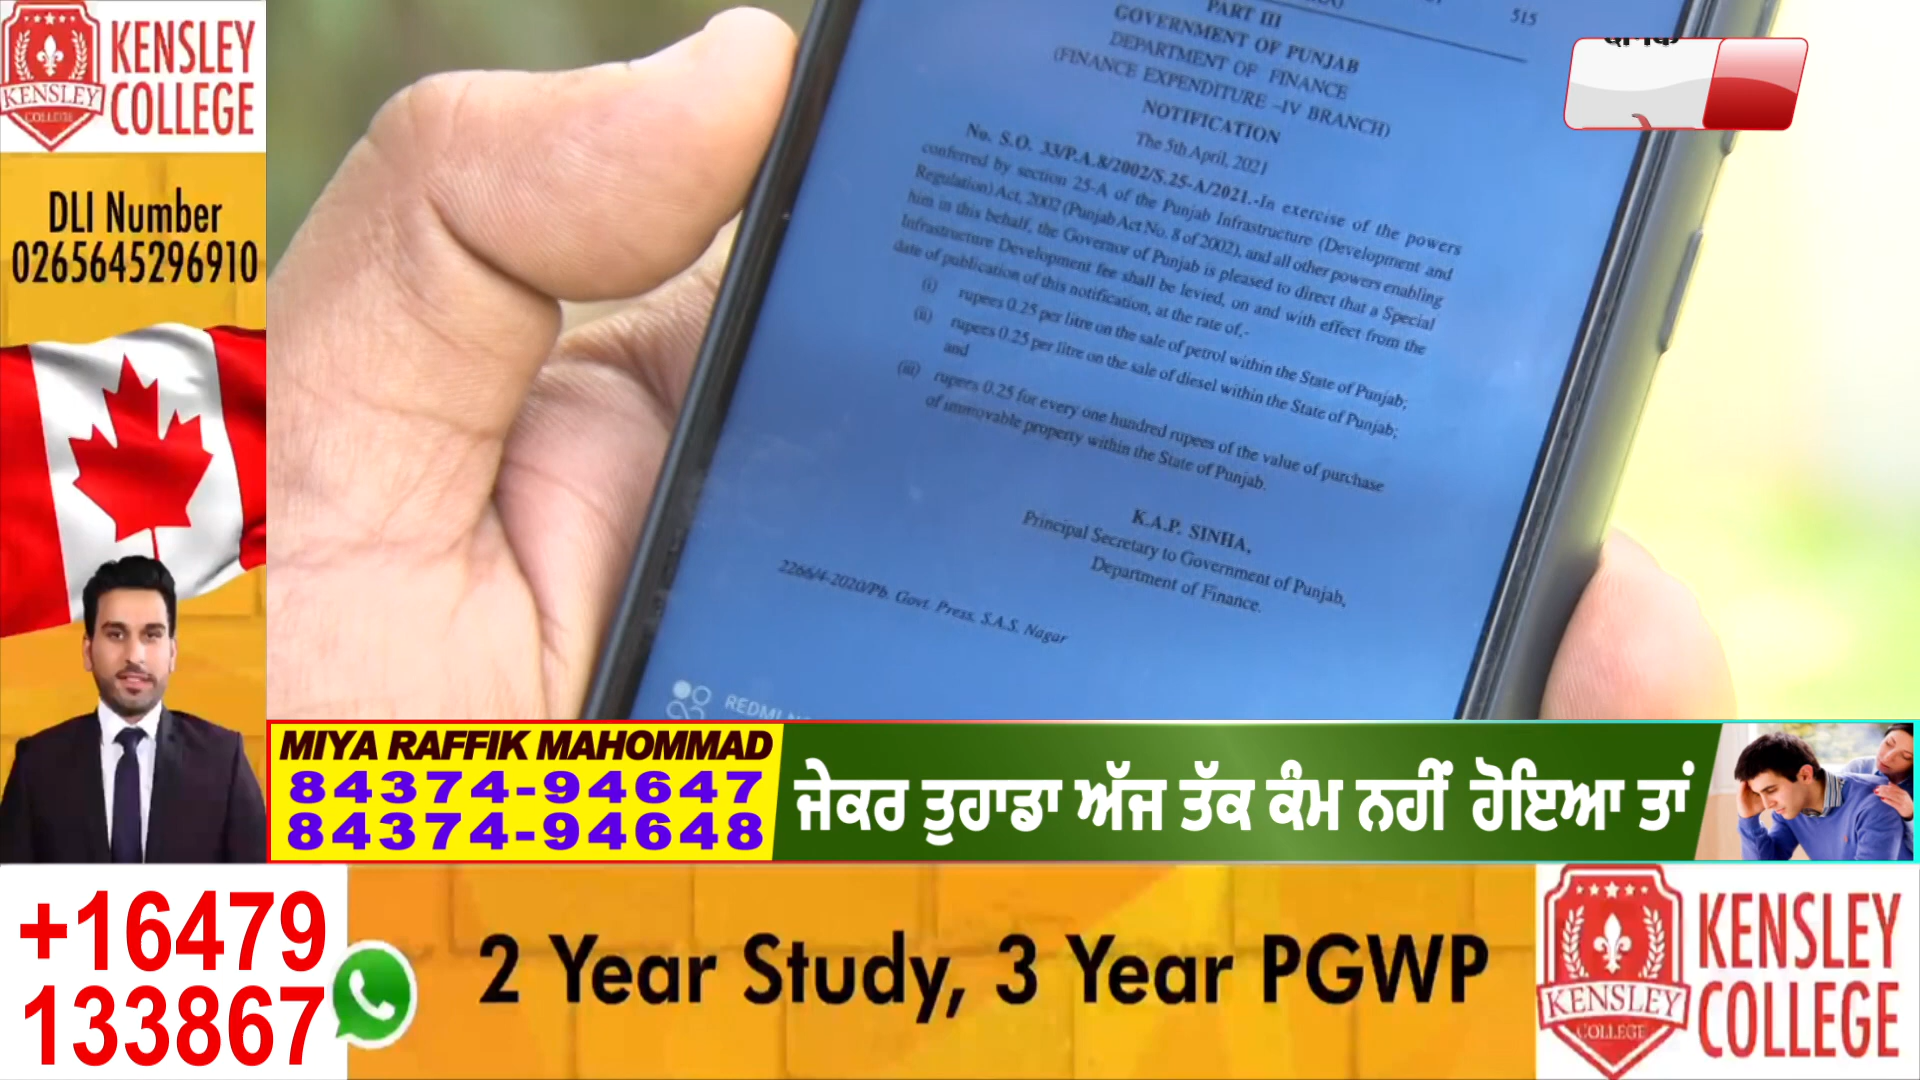 KENSLEY
COLLEGE
KENSLEY
COLLEGE
DLI Number
0265645296910
515
PART III
GOVERNMENT OF PUNJAB
DEPARTMENT OF FINANCE
(FINANCE EXPENDITURE -IV BRANCH)
NOTIFICATION
The 5th April, 2021
No. S.O. 33/P.A.8/2002/S.25-A/2021.-In exercise of the powers
conferred by section 25-A of the Punjab Infrastructure (Development and
Regulation) Act, 2002 (Punjab Act No. 8 of 2002), and all other powers enabling
him in this behalf, the Governor of Punjab is pleased to direct that a Special
Infrastructure Development fee shall be levied, on and with effect from the
date of publication of this notification, at the rate of,-
(i) rupees 0.25 per litre on the sale of petrol within the State of Punjab;
(ii) rupees 0.25 per litre on the sale of diesel within the State of Punjab;
and
(iii) rupees 0.25 for every one hundred rupees of the value of purchase
of immovable property within the State of Punjab.
K.A.P. SINHA,
Principal Secretary to Government of Punjab,
Department of Finance.
2266/4-2020/Pb. Govt. Press, S.A.S. Nagar
REDMI
MIYA RAFFIK MAHOMMAD
84374-94647
84374-94648
ਜੇਕਰ ਤੁਹਾਡਾ ਅੱਜ ਤੱਕ ਕੰਮ ਨਹੀਂ ਹੋਇਆ ਤਾਂ
+16479
133867
2 Year Study, 3 Year PGWP
KENSLEY
COLLEGE
KENSLEY
COLLEGE